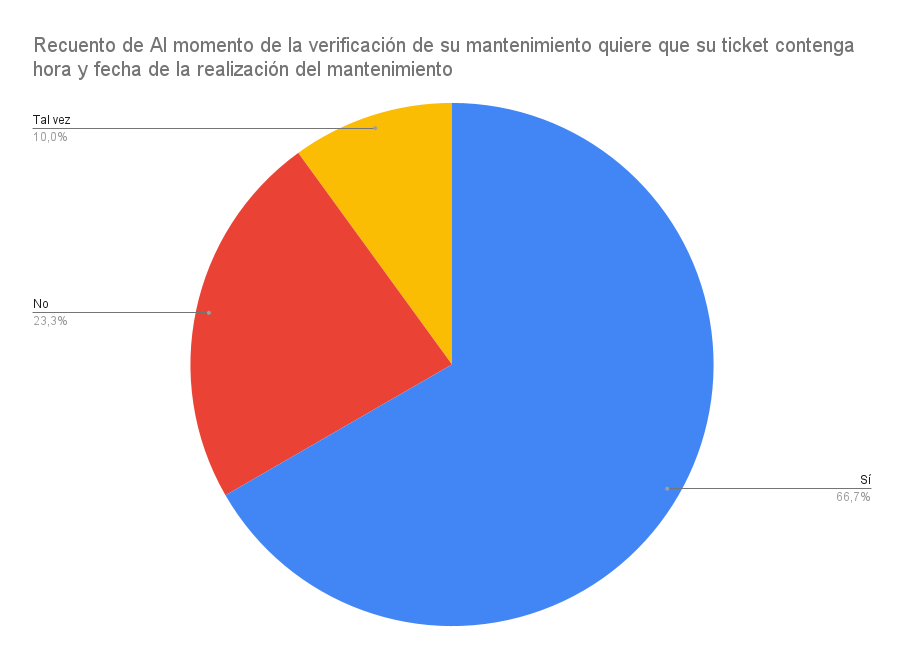 Recuento de Al momento de la verificación de su mantenimiento quiere que su ticket contenga
hora y fecha de la realización del mantenimiento
Tal vez
10,0%
No
23,3%
Sí
66,7%